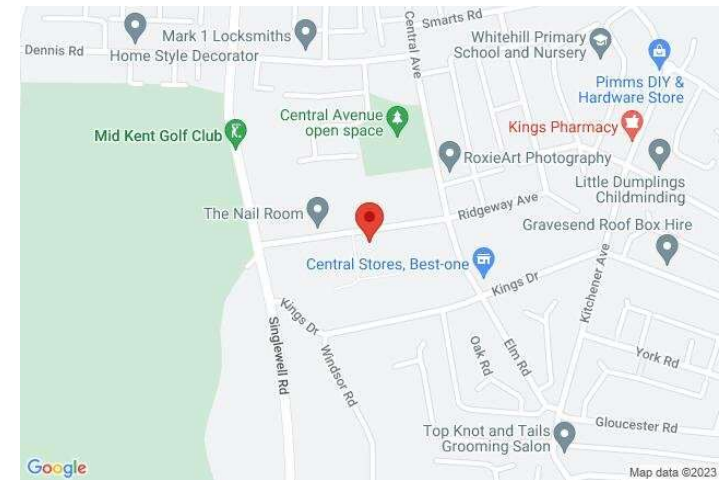 Smarts Rd
Central Ave
Mark 1 Locksmiths
Whitehill Primary
School and Nursery
Dennis Rd
Home Style Decorator
Pimms DIY &
Hardware Store
Central Avenue
open space
Kings Pharmacy
Mid Kent Golf Club
RoxieArt Photography
Little Dumplings
Childminding
The Nail Room
Ridgeway Ave
Gravesend Roof Box Hire
Central Stores, Best-one
Kings Dr
Kitchener Ave
Kings Dr
Singlewell Rd
Windsor Rd
Oak Rd
Elm Rd
York Rd
Gloucester Rd
Top Knot and Tails
Grooming Salon
Google
Map data ©2023